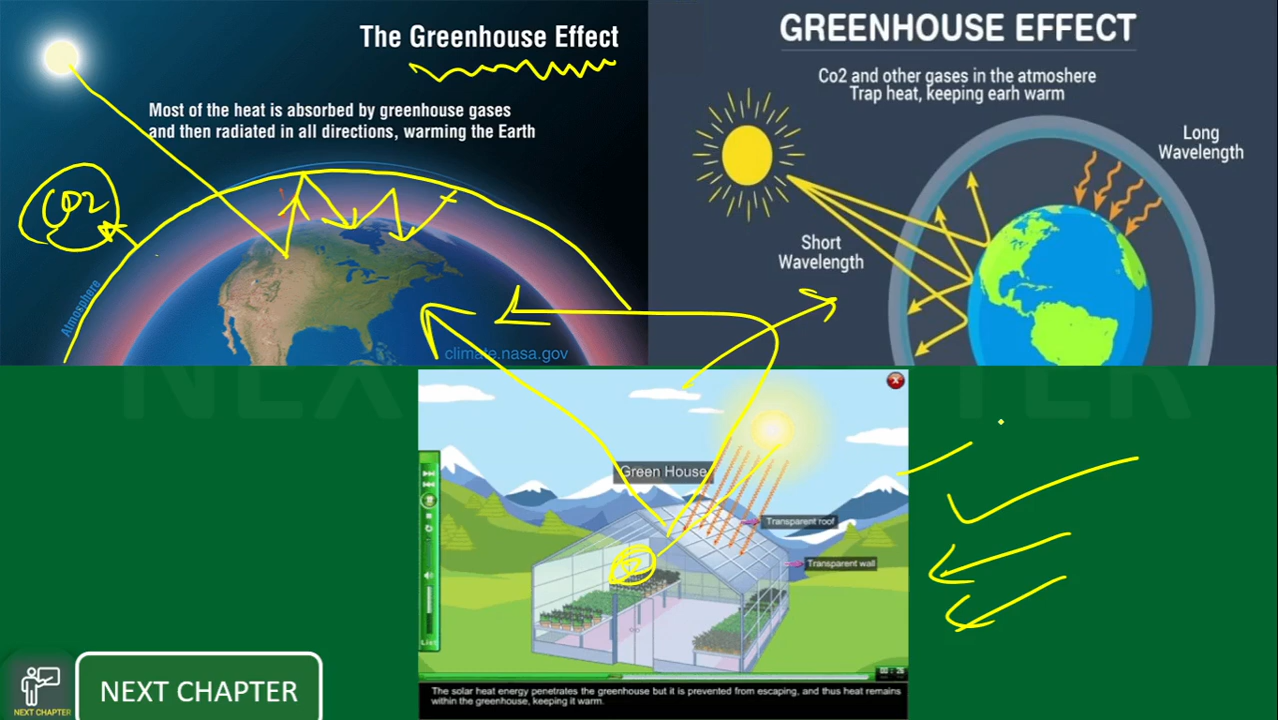 The Greenhouse Effect
Most of the heat is absorbed by greenhouse gases
and then radiated in all directions, warming the Earth
CO2
Atmosphere
climate.nasa.gov
GREENHOUSE EFFECT
Co2 and other gases in the atmoshere
Trap heat, keeping earh warm
Long
Wavelength
Short
Wavelength
NEXT CHAPTER
Green House
Transparent roof
Transparent wall
List
The solar heat energy penetrates the greenhouse but it is prevented from escaping, and thus heat remains
within the greenhouse, keeping it warm.
NEXT CHAPTER
NEXT CHAPTER